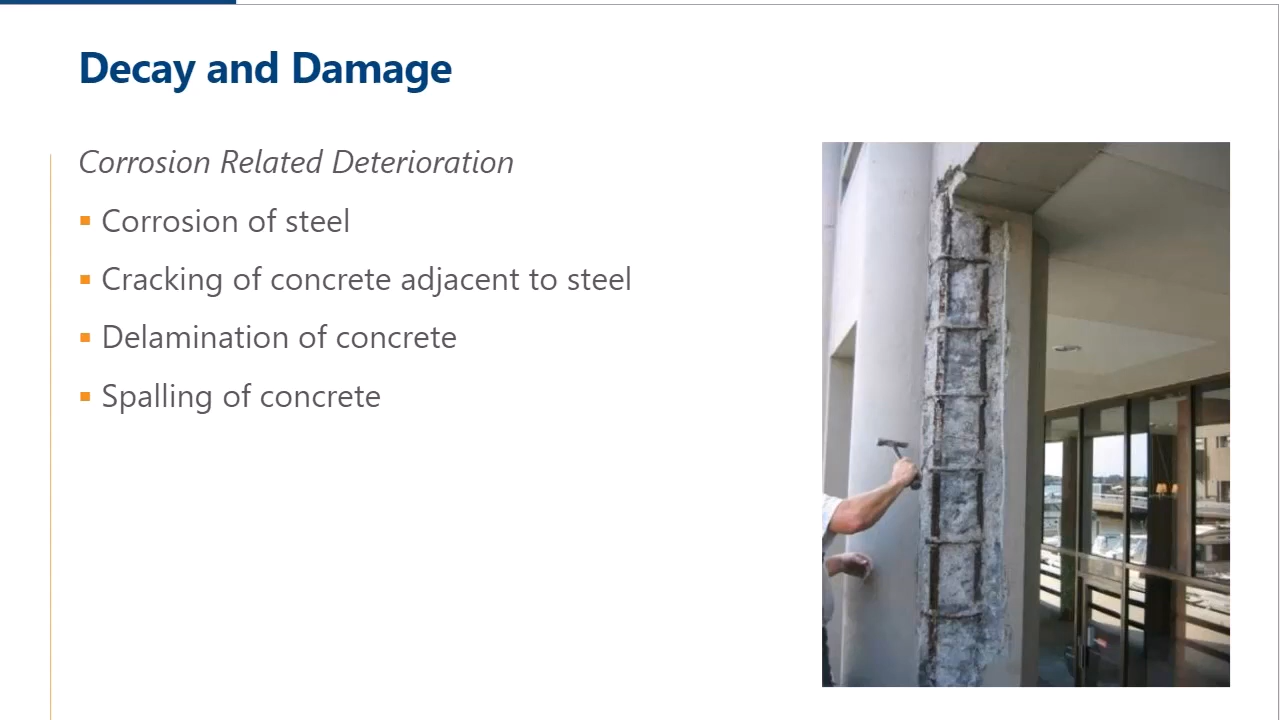 Decay and Damage
Corrosion Related Deterioration
▪ Corrosion of steel
▪ Cracking of concrete adjacent to steel
▪ Delamination of concrete
▪ Spalling of concrete